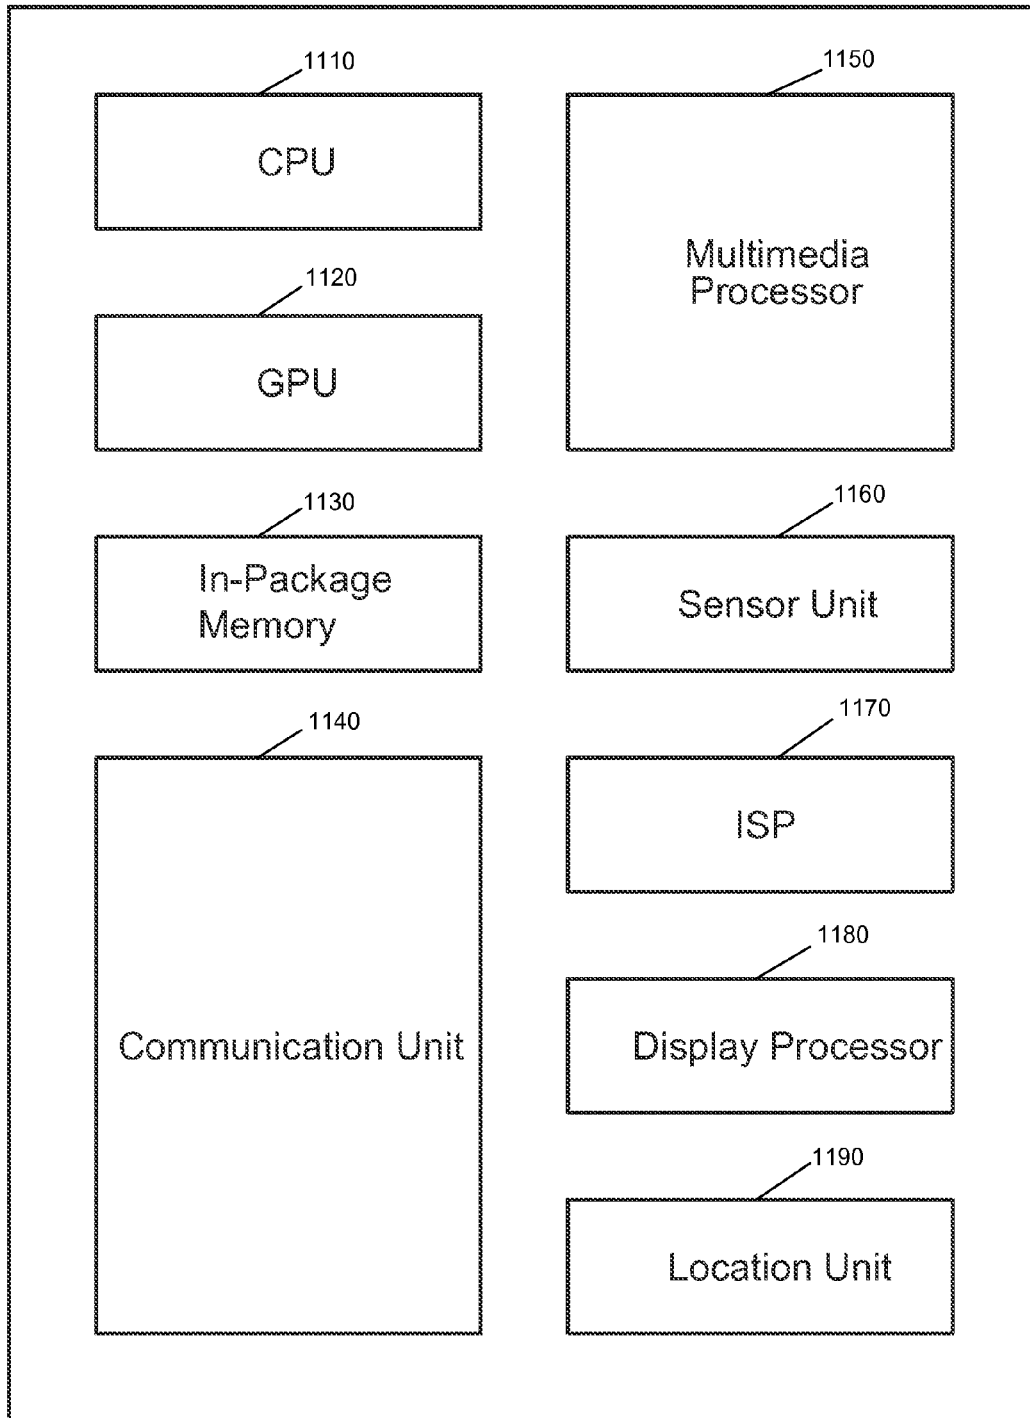 1110
CPU
1120
GPU
1130
In-Package
Memory
1140
Communication Unit
1150
Multimedia
Processor
1160
Sensor Unit
1170
ISP
1180
Display Processor
1190
Location Unit